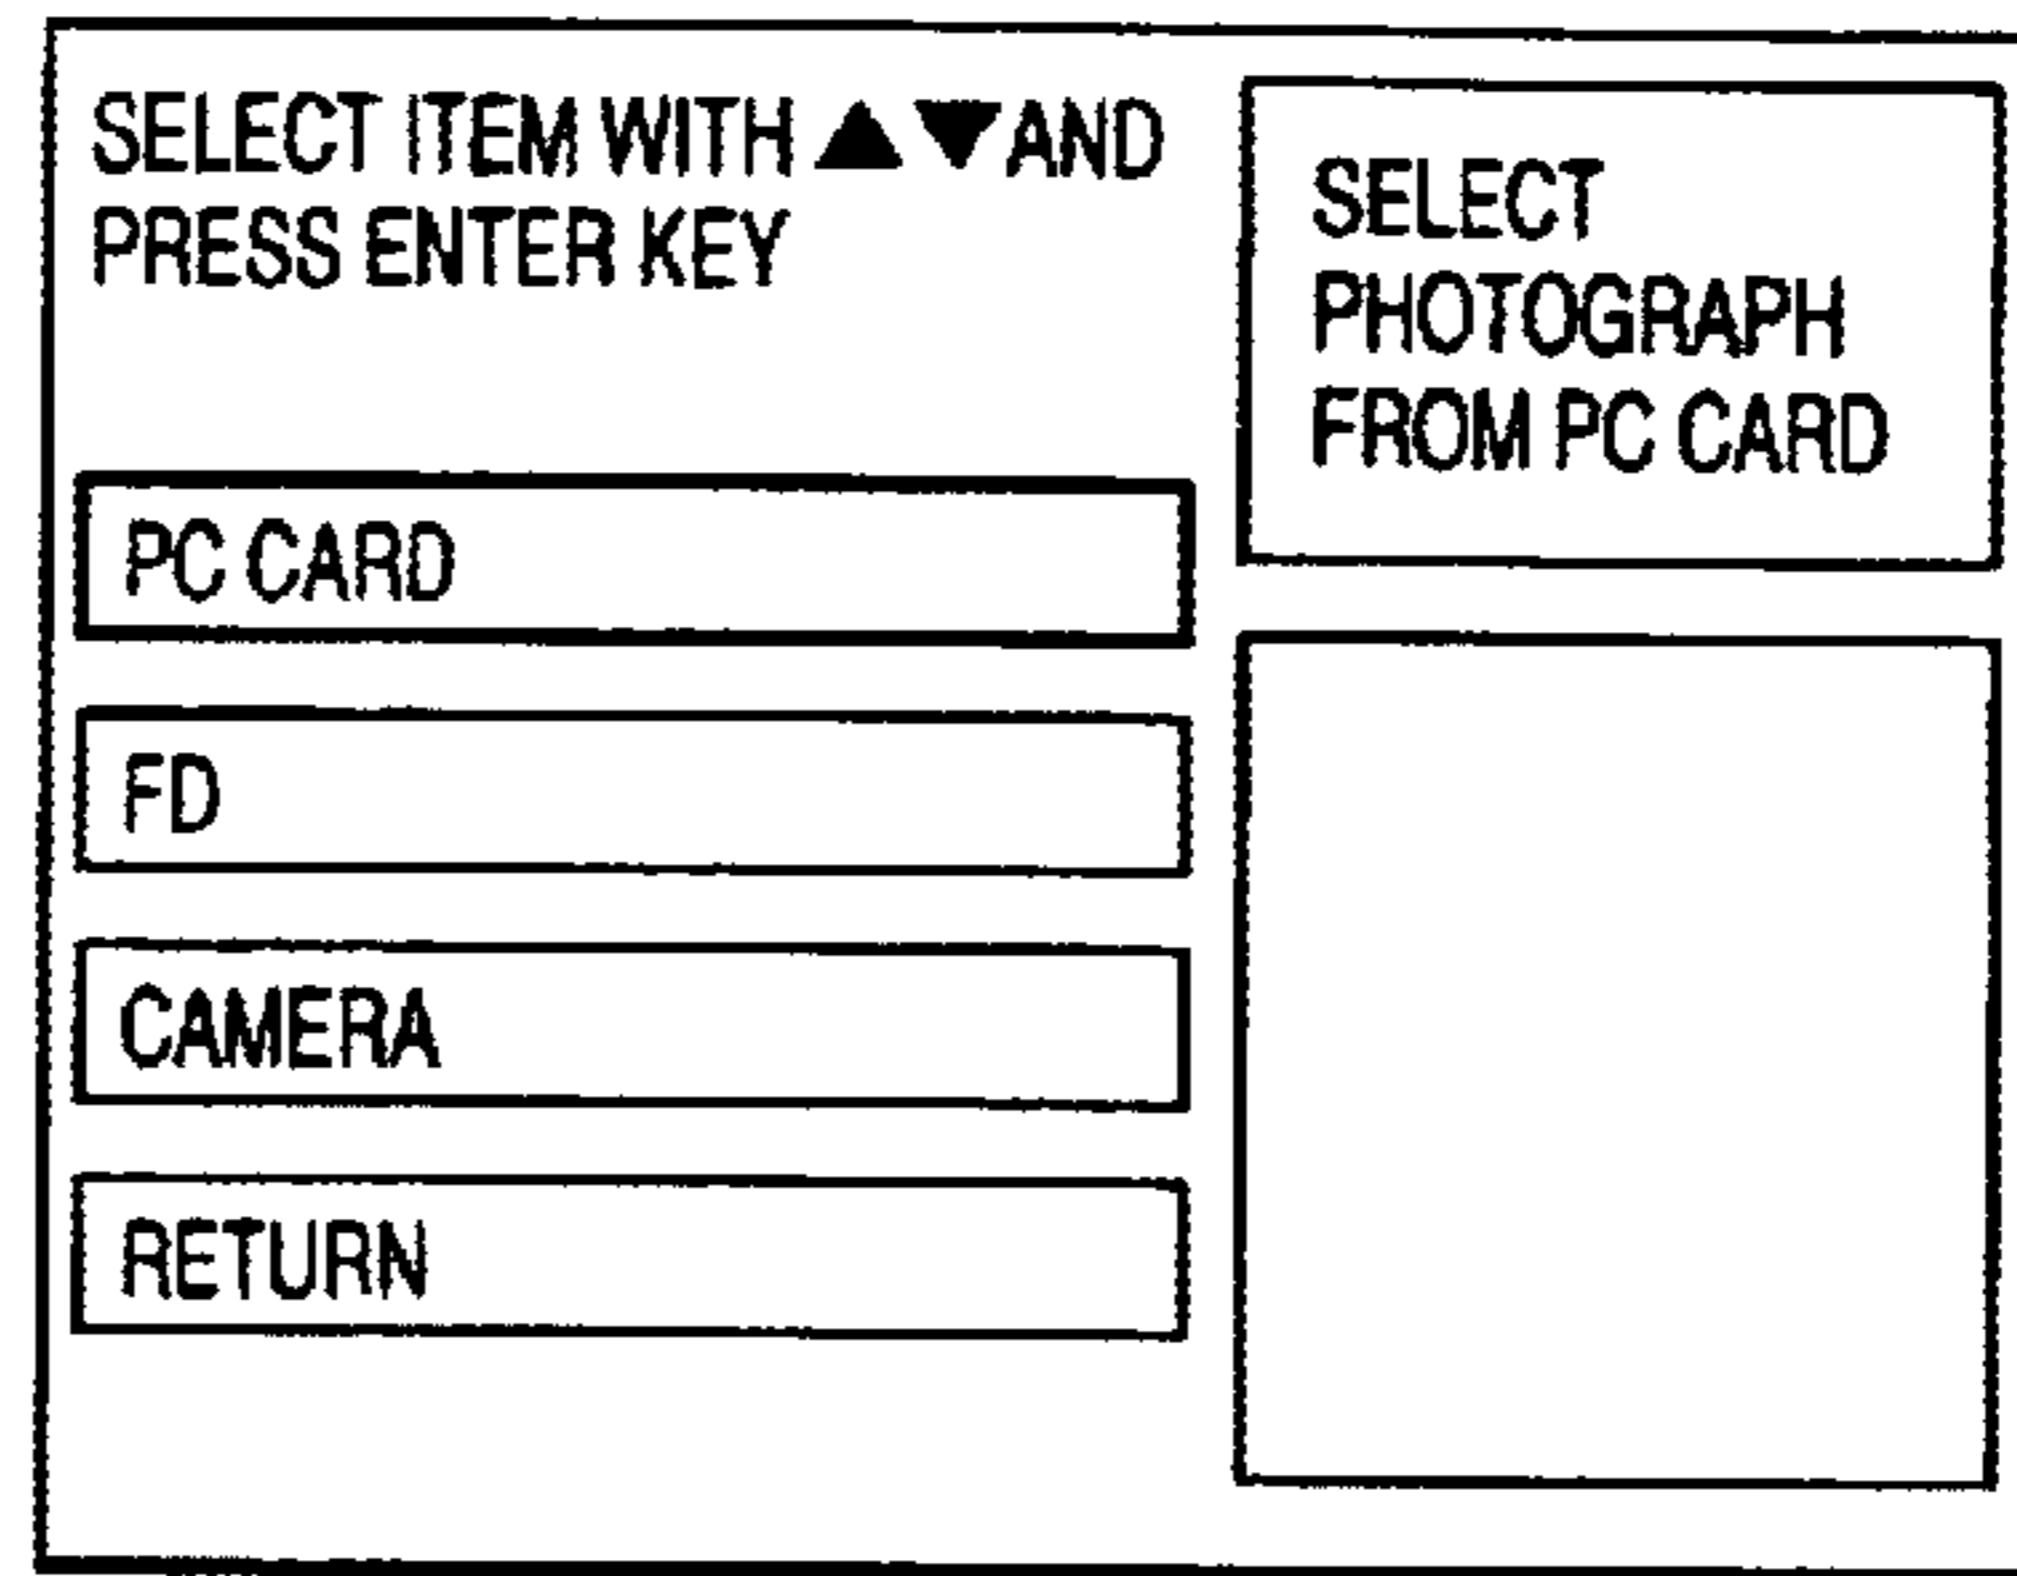 SELECT ITEM WITH ▲▼AND
PRESS ENTER KEY
PC CARD
FD
CAMERA
RETURN
SELECT
PHOTOGRAPH
FROM PC CARD